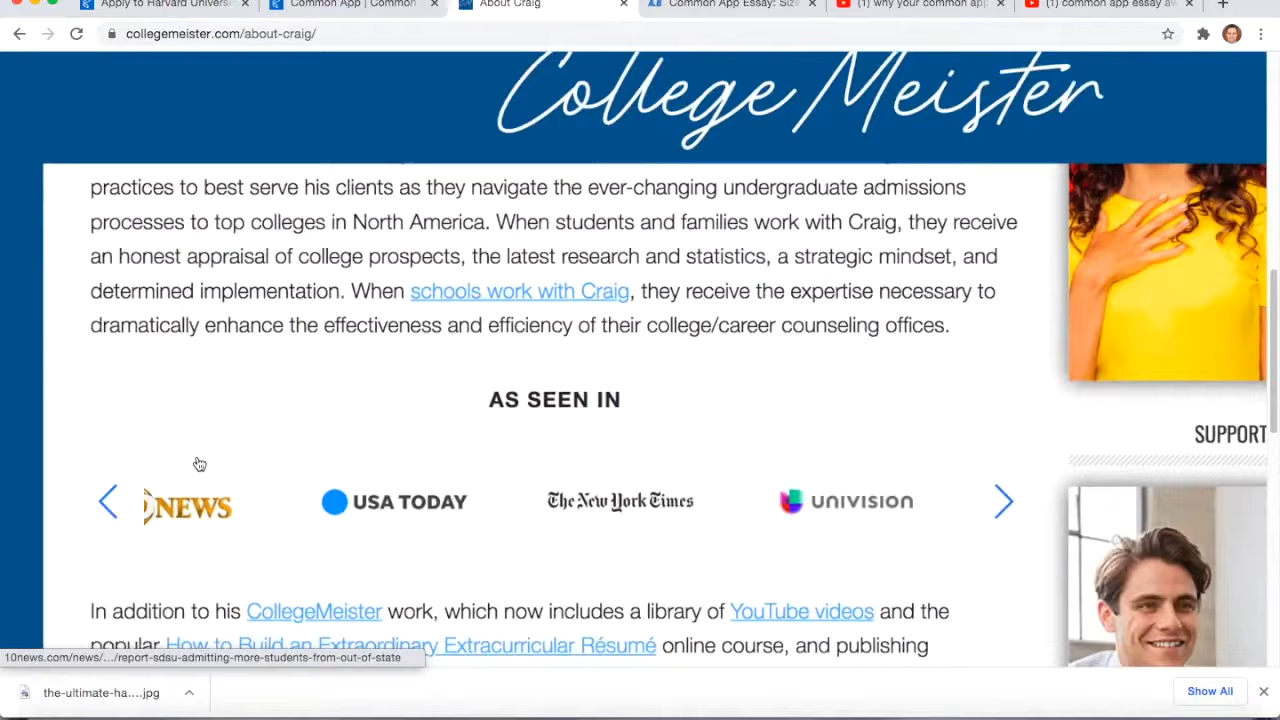 Apply to Harvard Univers
Common App | Common
About Craig
Common App Essay: Size
(1) why your common app
(1) common app essay a
collegemeister.com/about-craig/
College Meister
practices to best serve his clients as they navigate the ever-changing undergraduate admissions
processes to top colleges in North America. When students and families work with Craig, they receive
an honest appraisal of college prospects, the latest research and statistics, a strategic mindset, and
determined implementation. When schools work with Craig, they receive the expertise necessary to
dramatically enhance the effectiveness and efficiency of their college/career counseling offices.
SUPPORT
AS SEEN IN
NEWS
USA TODAY
The New York Times
UNIVISION
In addition to his CollegeMeister work, which now includes a library of YouTube videos and the
popular How to Build an Extraordinary Extracurricular Résumé online course, and publishing
10news.com/news/.../report-sdsu-admitting-more-students-from-out-of-state
the-ultimate-ha....jpg
Show All